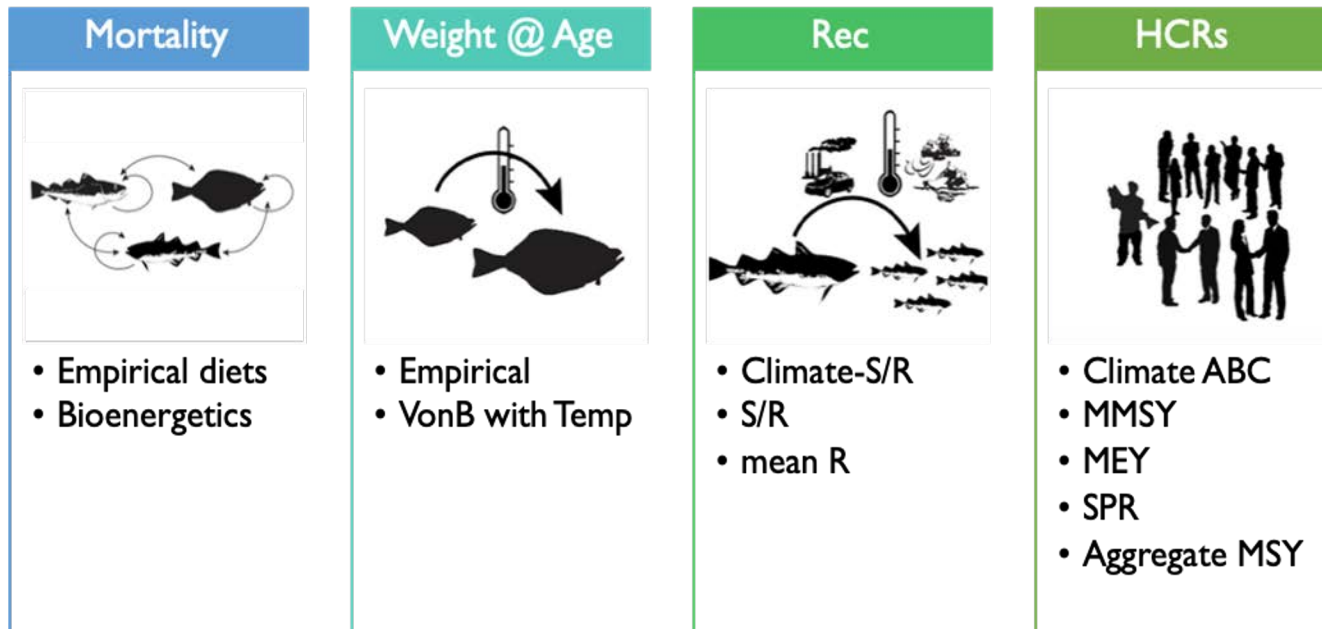 Mortality
• Empirical diets
• Bioenergetics
Weight @ Age
• Empirical
• VonB with Temp
Rec
• Climate-S/R
• S/R
• mean R
HCRs
• Climate ABC
• MMSY
• MEY
• SPR
• Aggregate MSY